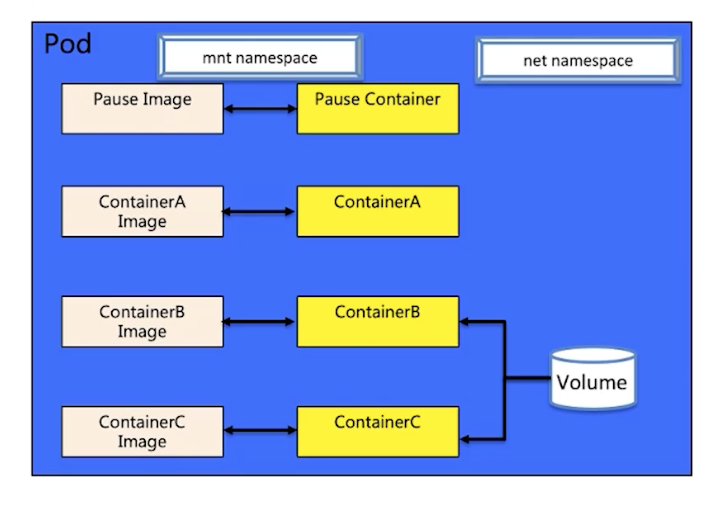 Pod
mnt namespace
net namespace
Pause Image
Pause Container
ContainerA
Image
ContainerA
ContainerB
Image
ContainerB
Volume
ContainerC
Image
ContainerC